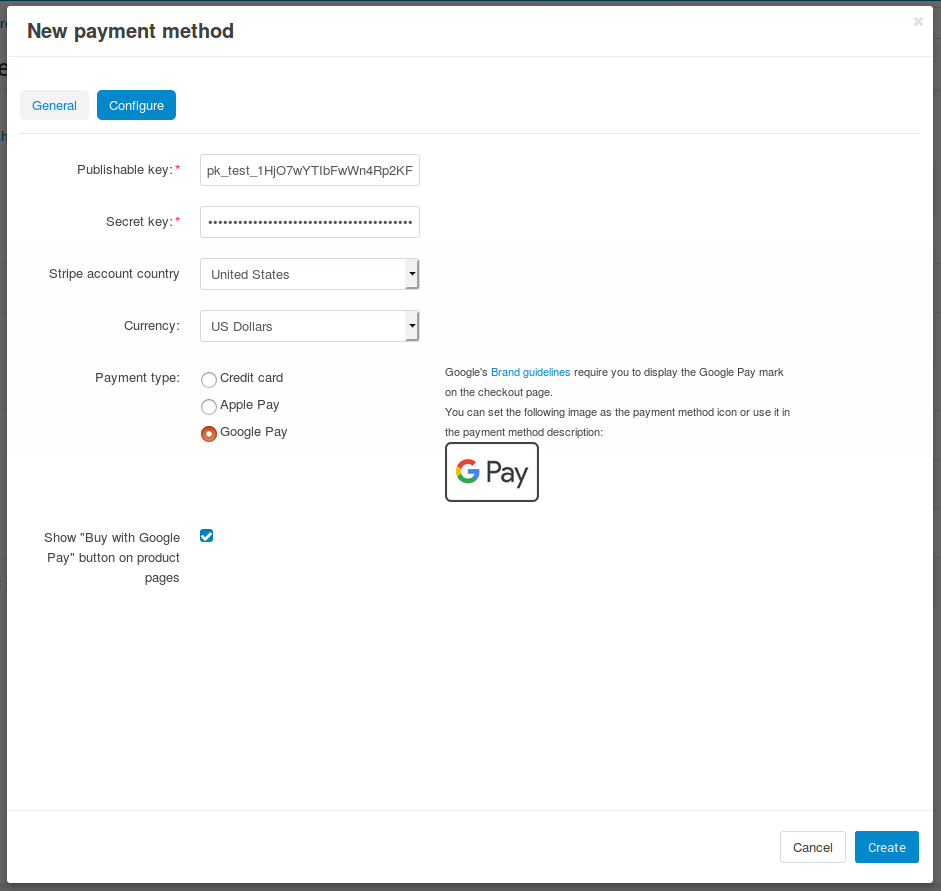 New payment method
×
General
Configure
Publishable key:*
pk_test_1HjO7wYTIbFwWn4Rp2KF
Secret key:*
••••••••••••••••••••••••••••••••••••••••••
Stripe account country
United States
Currency:
US Dollars
Payment type:
Credit card
Apple Pay
Google Pay
Google's Brand guidelines require you to display the Google Pay mark
on the checkout page.
You can set the following image as the payment method icon or use it in
the payment method description:
G Pay
Show "Buy with Google
Pay" button on product
pages
Cancel
Create